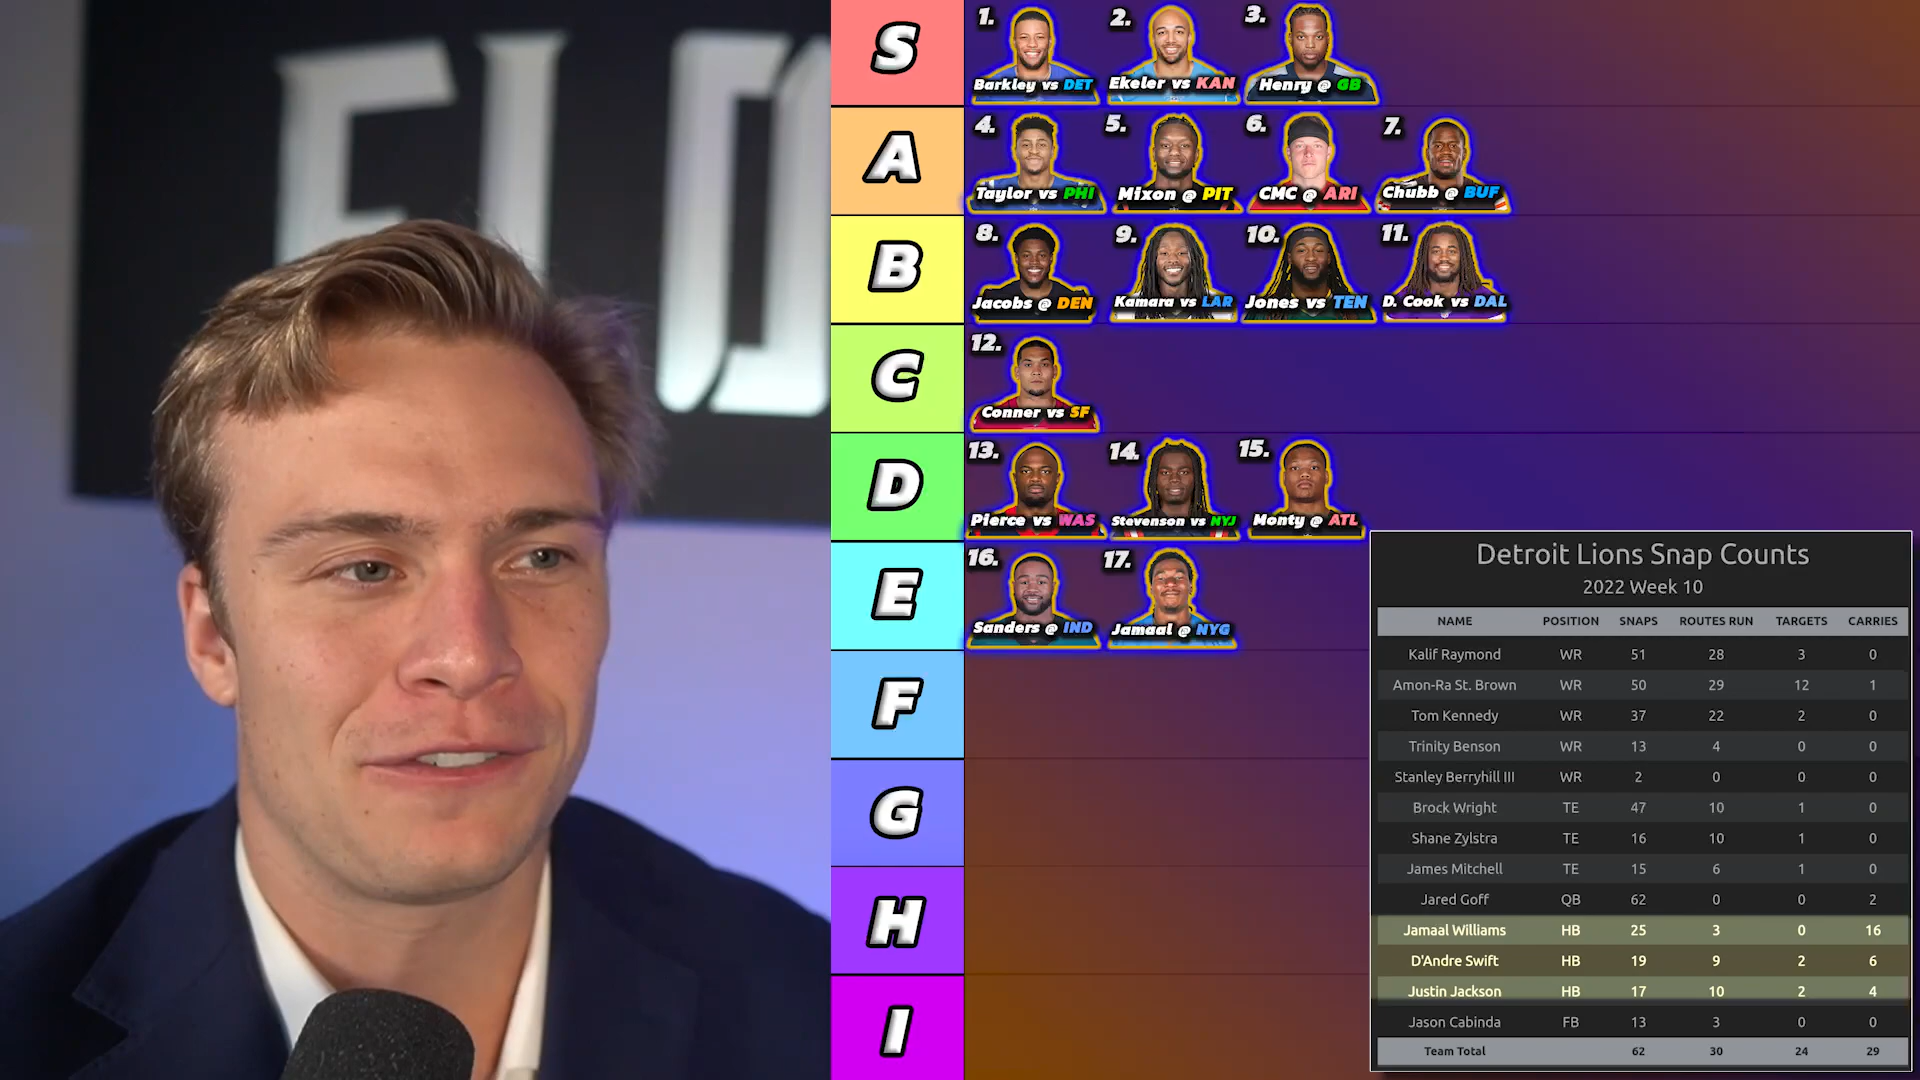 FLO
S
1.
Barkley vs DET
2.
Ekeler vs KAN
3.
Henry @ GB
A
4.
Taylor vs PHI
5.
Mixon @ PIT
6.
CMC @ ARI
7.
Chubb @ BUF
B
8.
Jacobs @ DEN
9.
Kamara vs LAR
10.
Jones vs TEN
11.
D. Cook vs DAL
C
12.
Conner vs SF
D
13.
Pierce vs WAS
14.
Stevenson vs NYJ
15.
Monty @ ATL
E
16.
Sanders @ IND
17.
Jamaal @ NYG
F
G
H
I
Detroit Lions Snap Counts
2022 Week 10
NAME POSITION SNAPS ROUTES RUN TARGETS CARRIES
Kalif Raymond WR 51 28 3 0
Amon-Ra St. Brown WR 50 29 12 1
Tom Kennedy WR 37 22 2 0
Trinity Benson WR 13 4 0 0
Stanley Berryhill III WR 2 0 0 0
Brock Wright TE 47 10 1 0
Shane Zylstra TE 16 10 1 0
James Mitchell TE 15 6 1 0
Jared Goff QB 62 0 0 2
Jamaal Williams HB 25 3 0 16
D'Andre Swift HB 19 9 2 6
Justin Jackson HB 17 10 2 4
Jason Cabinda FB 13 3 0 0
Team Total 62 30 24 29